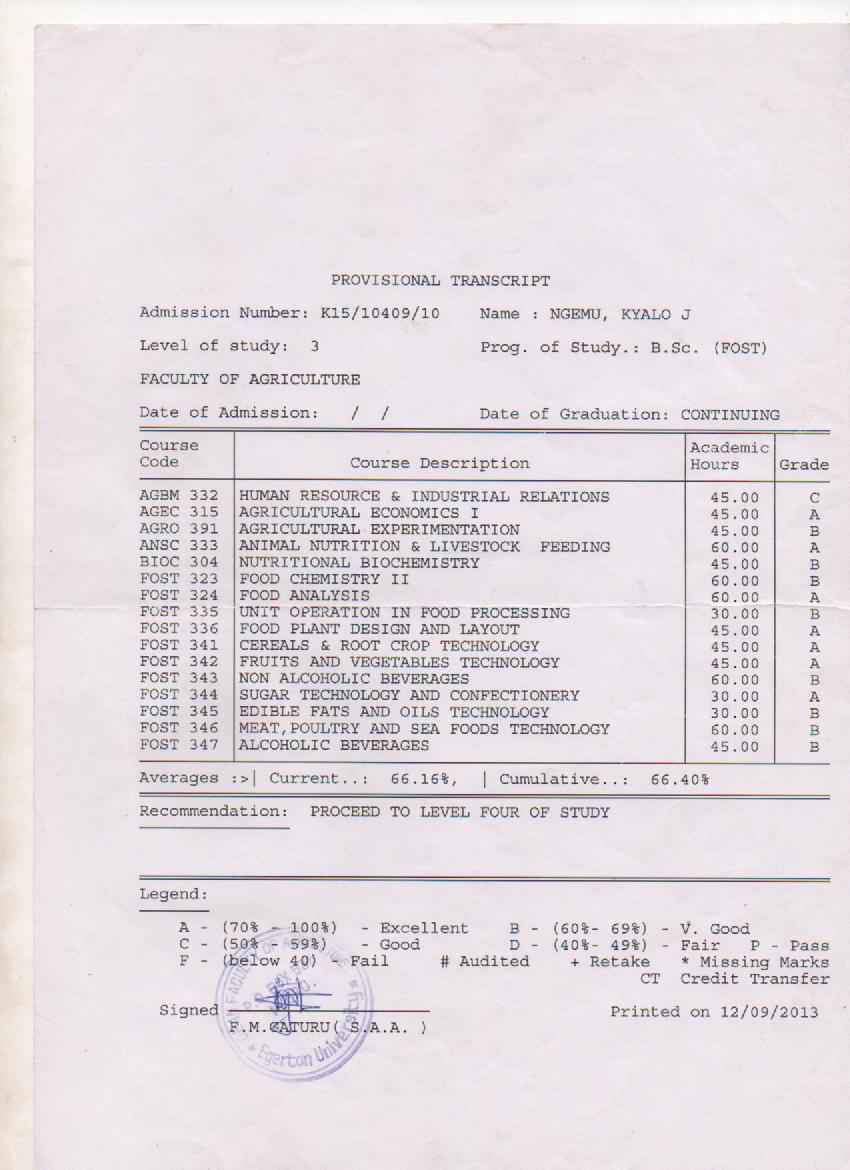 PROVISIONAL TRANSCRIPT
Admission Number: K15/10409/10 Name : NGEMU, KYALO J
Level of study: 3 Prog. of Study.: B.Sc. (FOST)
FACULTY OF AGRICULTURE
Date of Admission: / / Date of Graduation: CONTINUING
Course Code Course Description Academic Hours Grade
AGBM 332 HUMAN RESOURCE & INDUSTRIAL RELATIONS 45.00 C
AGEC 315 AGRICULTURAL ECONOMICS I 45.00 A
AGRO 391 AGRICULTURAL EXPERIMENTATION 45.00 B
ANSC 333 ANIMAL NUTRITION & LIVESTOCK FEEDING 60.00 A
BIOC 304 NUTRITIONAL BIOCHEMISTRY 45.00 B
FOST 323 FOOD CHEMISTRY II 60.00 B
FOST 324 FOOD ANALYSIS 60.00 A
FOST 335 UNIT OPERATION IN FOOD PROCESSING 30.00 B
FOST 336 FOOD PLANT DESIGN AND LAYOUT 45.00 A
FOST 341 CEREALS & ROOT CROP TECHNOLOGY 45.00 A
FOST 342 FRUITS AND VEGETABLES TECHNOLOGY 45.00 A
FOST 343 NON ALCOHOLIC BEVERAGES 60.00 B
FOST 344 SUGAR TECHNOLOGY AND CONFECTIONERY 30.00 A
FOST 345 EDIBLE FATS AND OILS TECHNOLOGY 30.00 B
FOST 346 MEAT,POULTRY AND SEA FOODS TECHNOLOGY 60.00 B
FOST 347 ALCOHOLIC BEVERAGES 45.00 B
Averages :>| Current..: 66.16%, | Cumulative..: 66.40%
Recommendation: PROCEED TO LEVEL FOUR OF STUDY
Legend:
A - (70% - 100%) - Excellent B - (60%- 69%) - V. Good
C - (50% - 59%) - Good D - (40%- 49%) - Fair P - Pass
F - (below 40) - Fail # Audited + Retake * Missing Marks
CT Credit Transfer
Signed Printed on 12/09/2013
F.M.CATURU( S.A.A. )
Egerton University